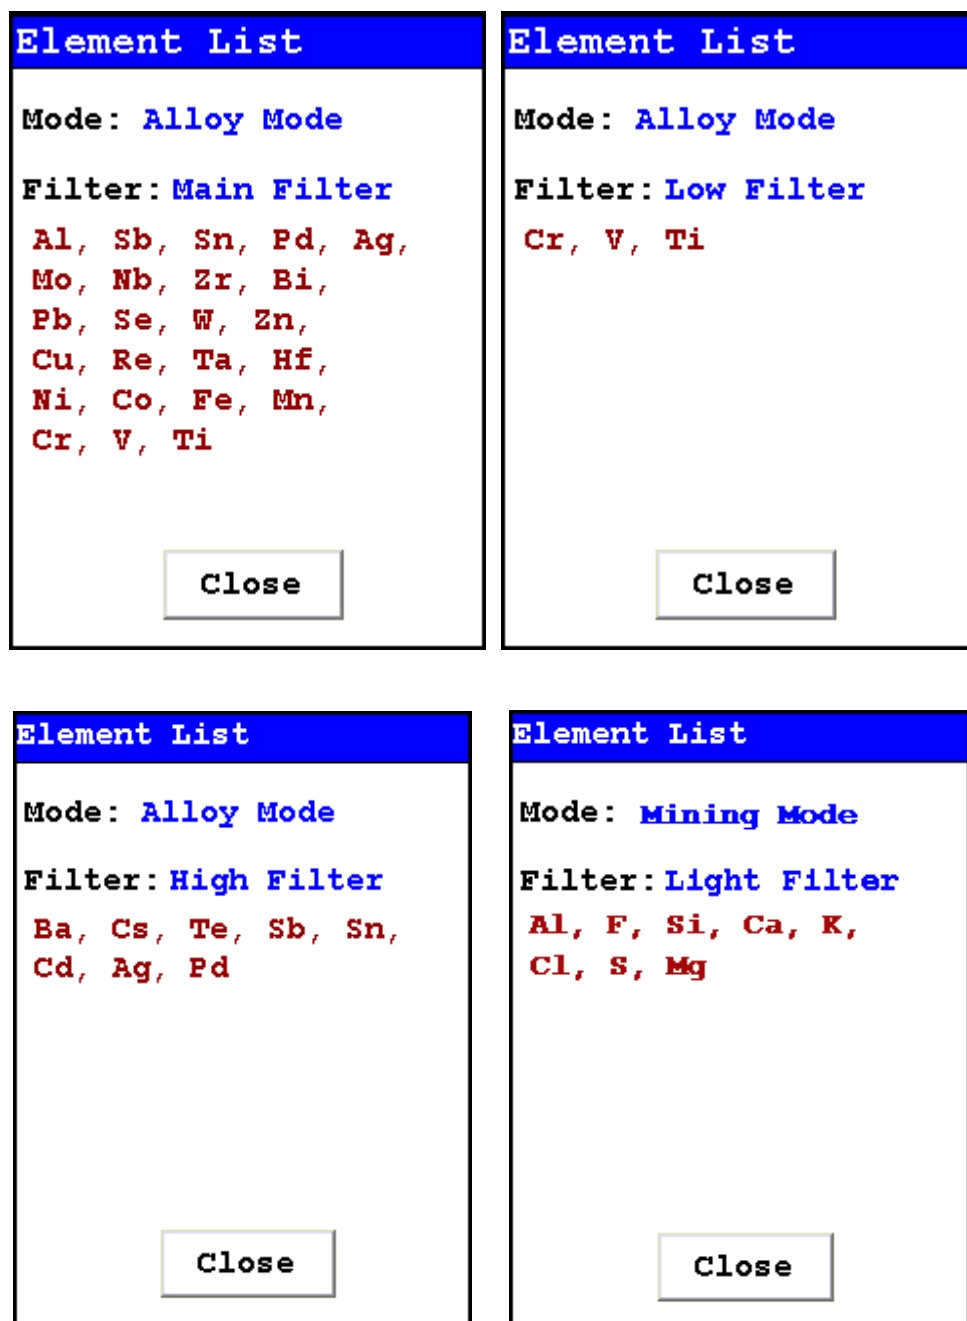 Element List
Mode: Alloy Mode
Filter: Main Filter
Al, Sb, Sn, Pd, Ag,
Mo, Nb, Zr, Bi,
Pb, Se, W, Zn,
Cu, Re, Ta, Hf,
Ni, Co, Fe, Mn,
Cr, V, Ti
Close
Element List
Mode: Alloy Mode
Filter: Low Filter
Cr, V, Ti
Close
Element List
Mode: Alloy Mode
Filter: High Filter
Ba, Cs, Te, Sb, Sn,
Cd, Ag, Pd
Close
Element List
Mode: Mining Mode
Filter: Light Filter
Al, F, Si, Ca, K,
Cl, S, Mg
Close